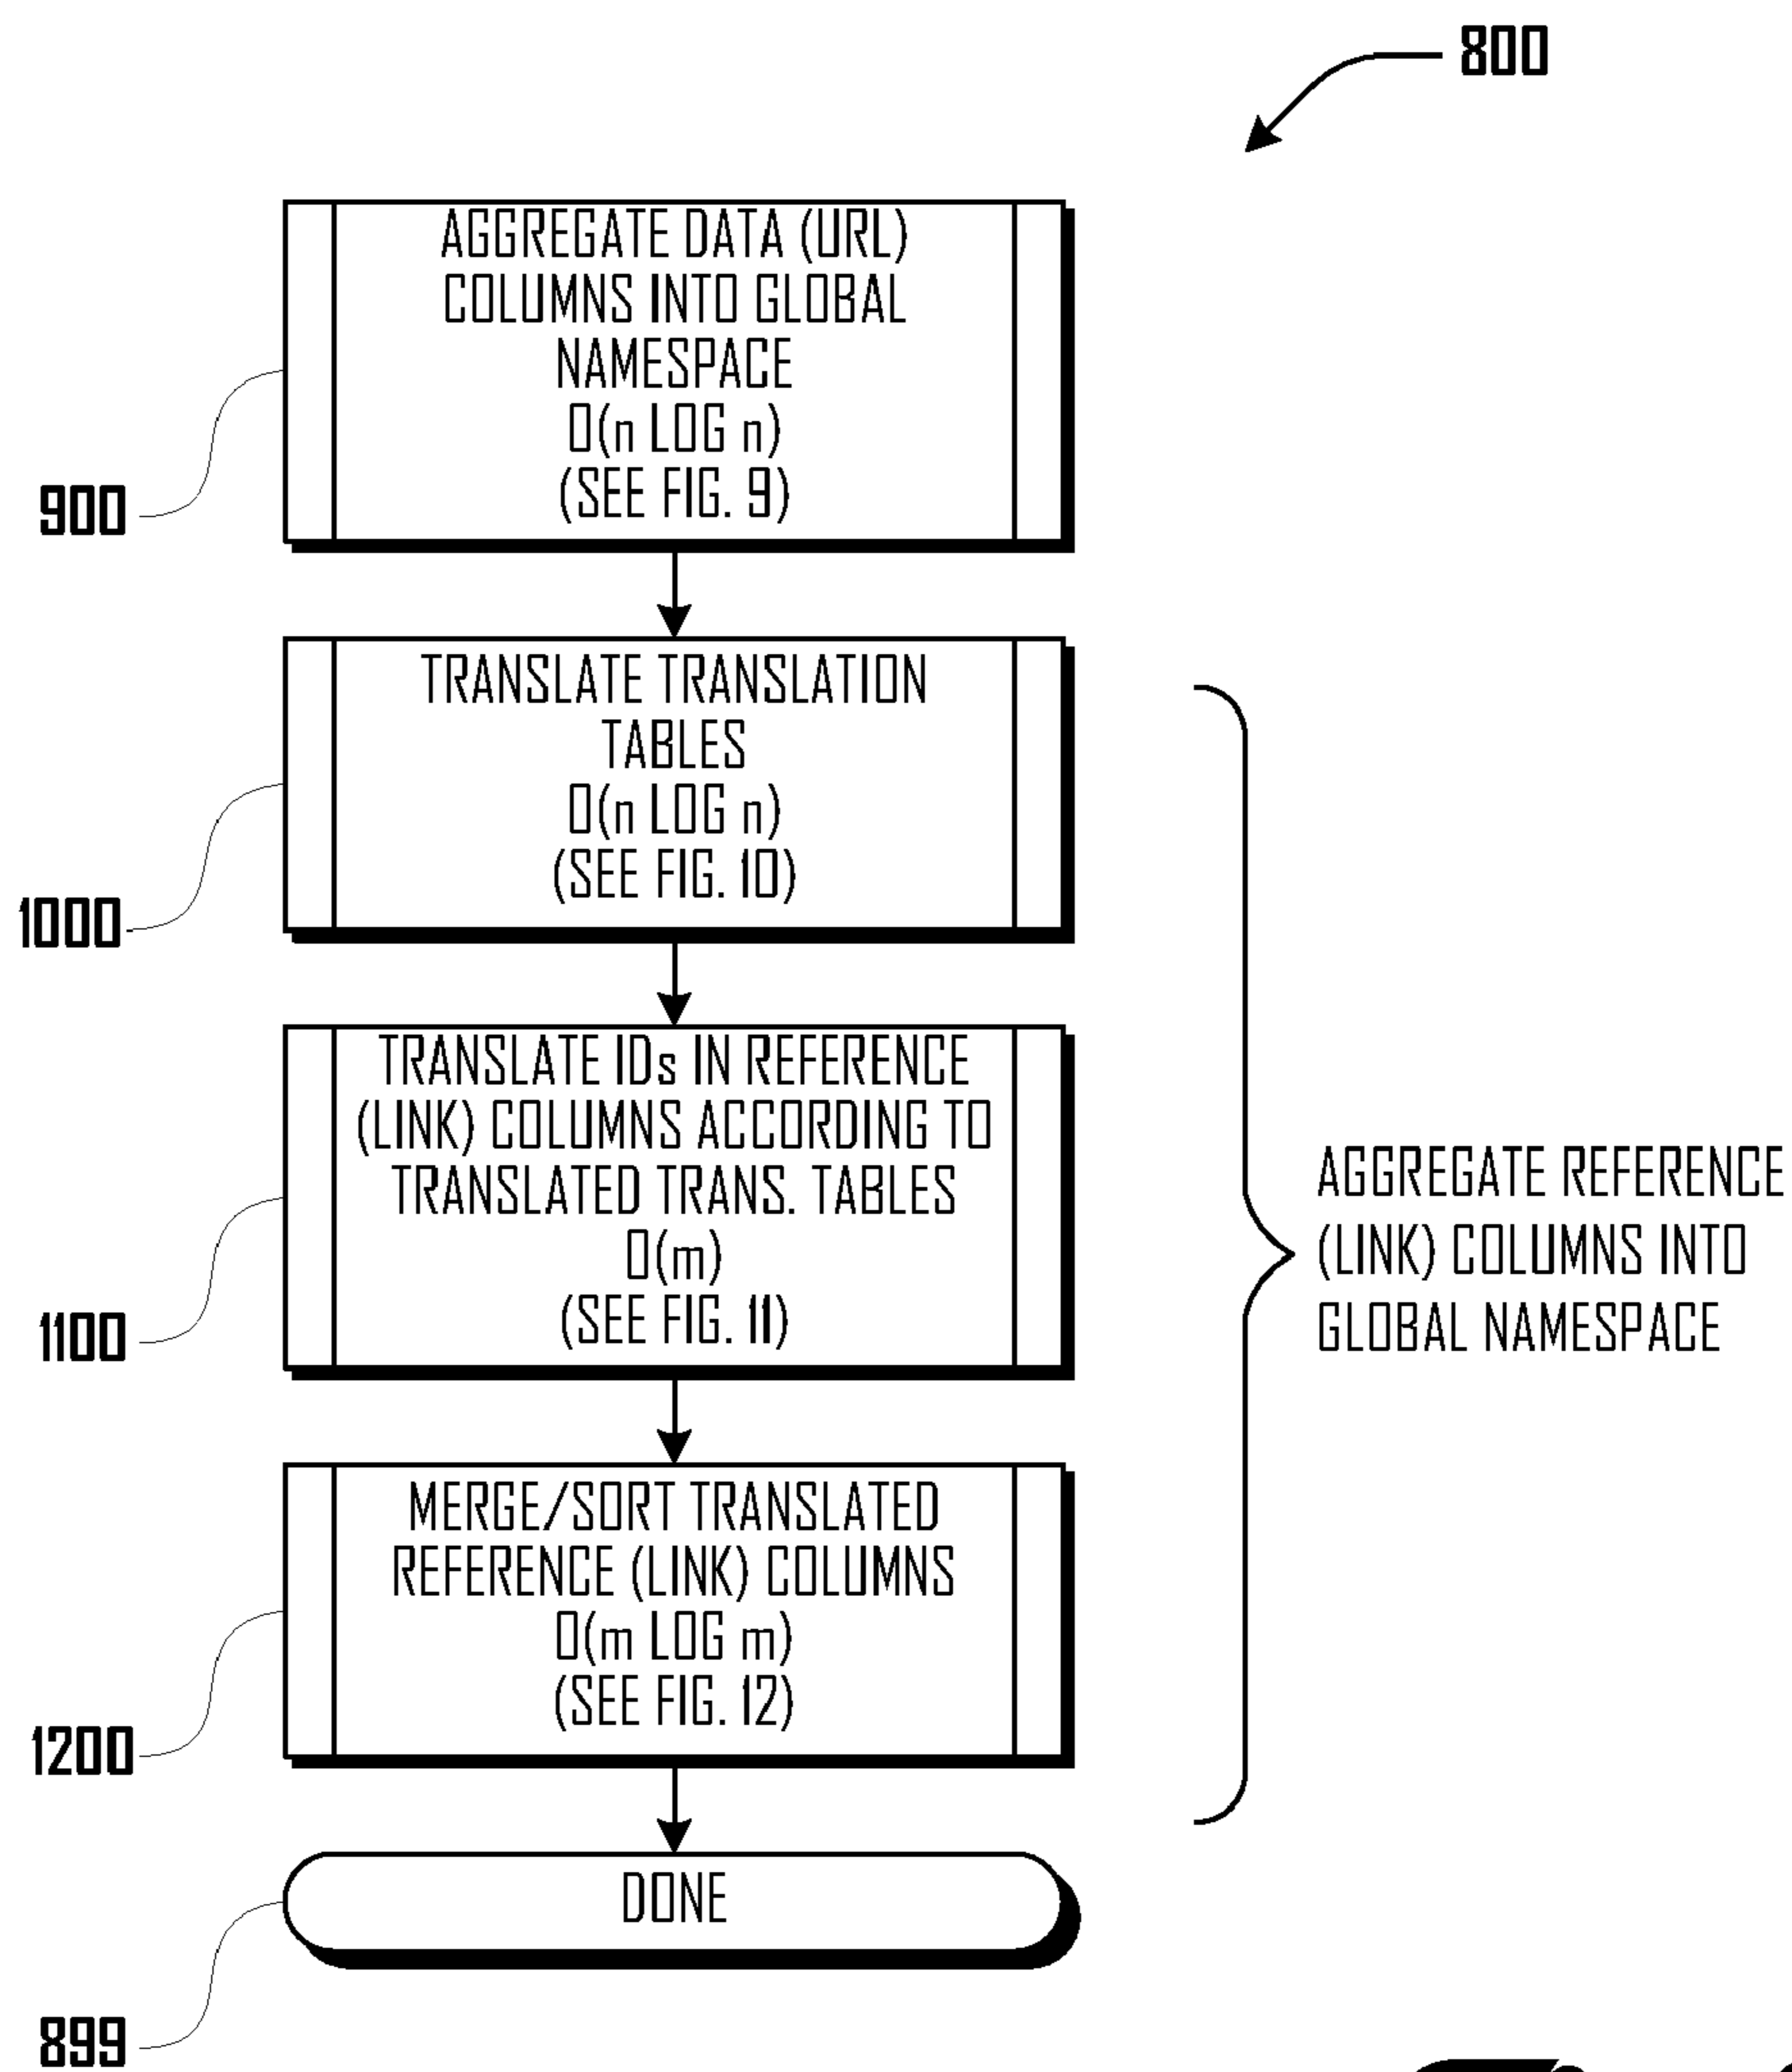 800
AGGREGATE DATA (URL)
COLUMNS INTO GLOBAL
NAMESPACE
O(n LOG n)
(SEE FIG. 9)
900
TRANSLATE TRANSLATION
TABLES
O(n LOG n)
(SEE FIG. 10)
1000
TRANSLATE IDs IN REFERENCE
(LINK) COLUMNS ACCORDING TO
TRANSLATED TRANS. TABLES
O(m)
(SEE FIG. 11)
1100
AGGREGATE REFERENCE
(LINK) COLUMNS INTO
GLOBAL NAMESPACE
MERGE/SORT TRANSLATED
REFERENCE (LINK) COLUMNS
O(m LOG m)
(SEE FIG. 12)
1200
DONE
899